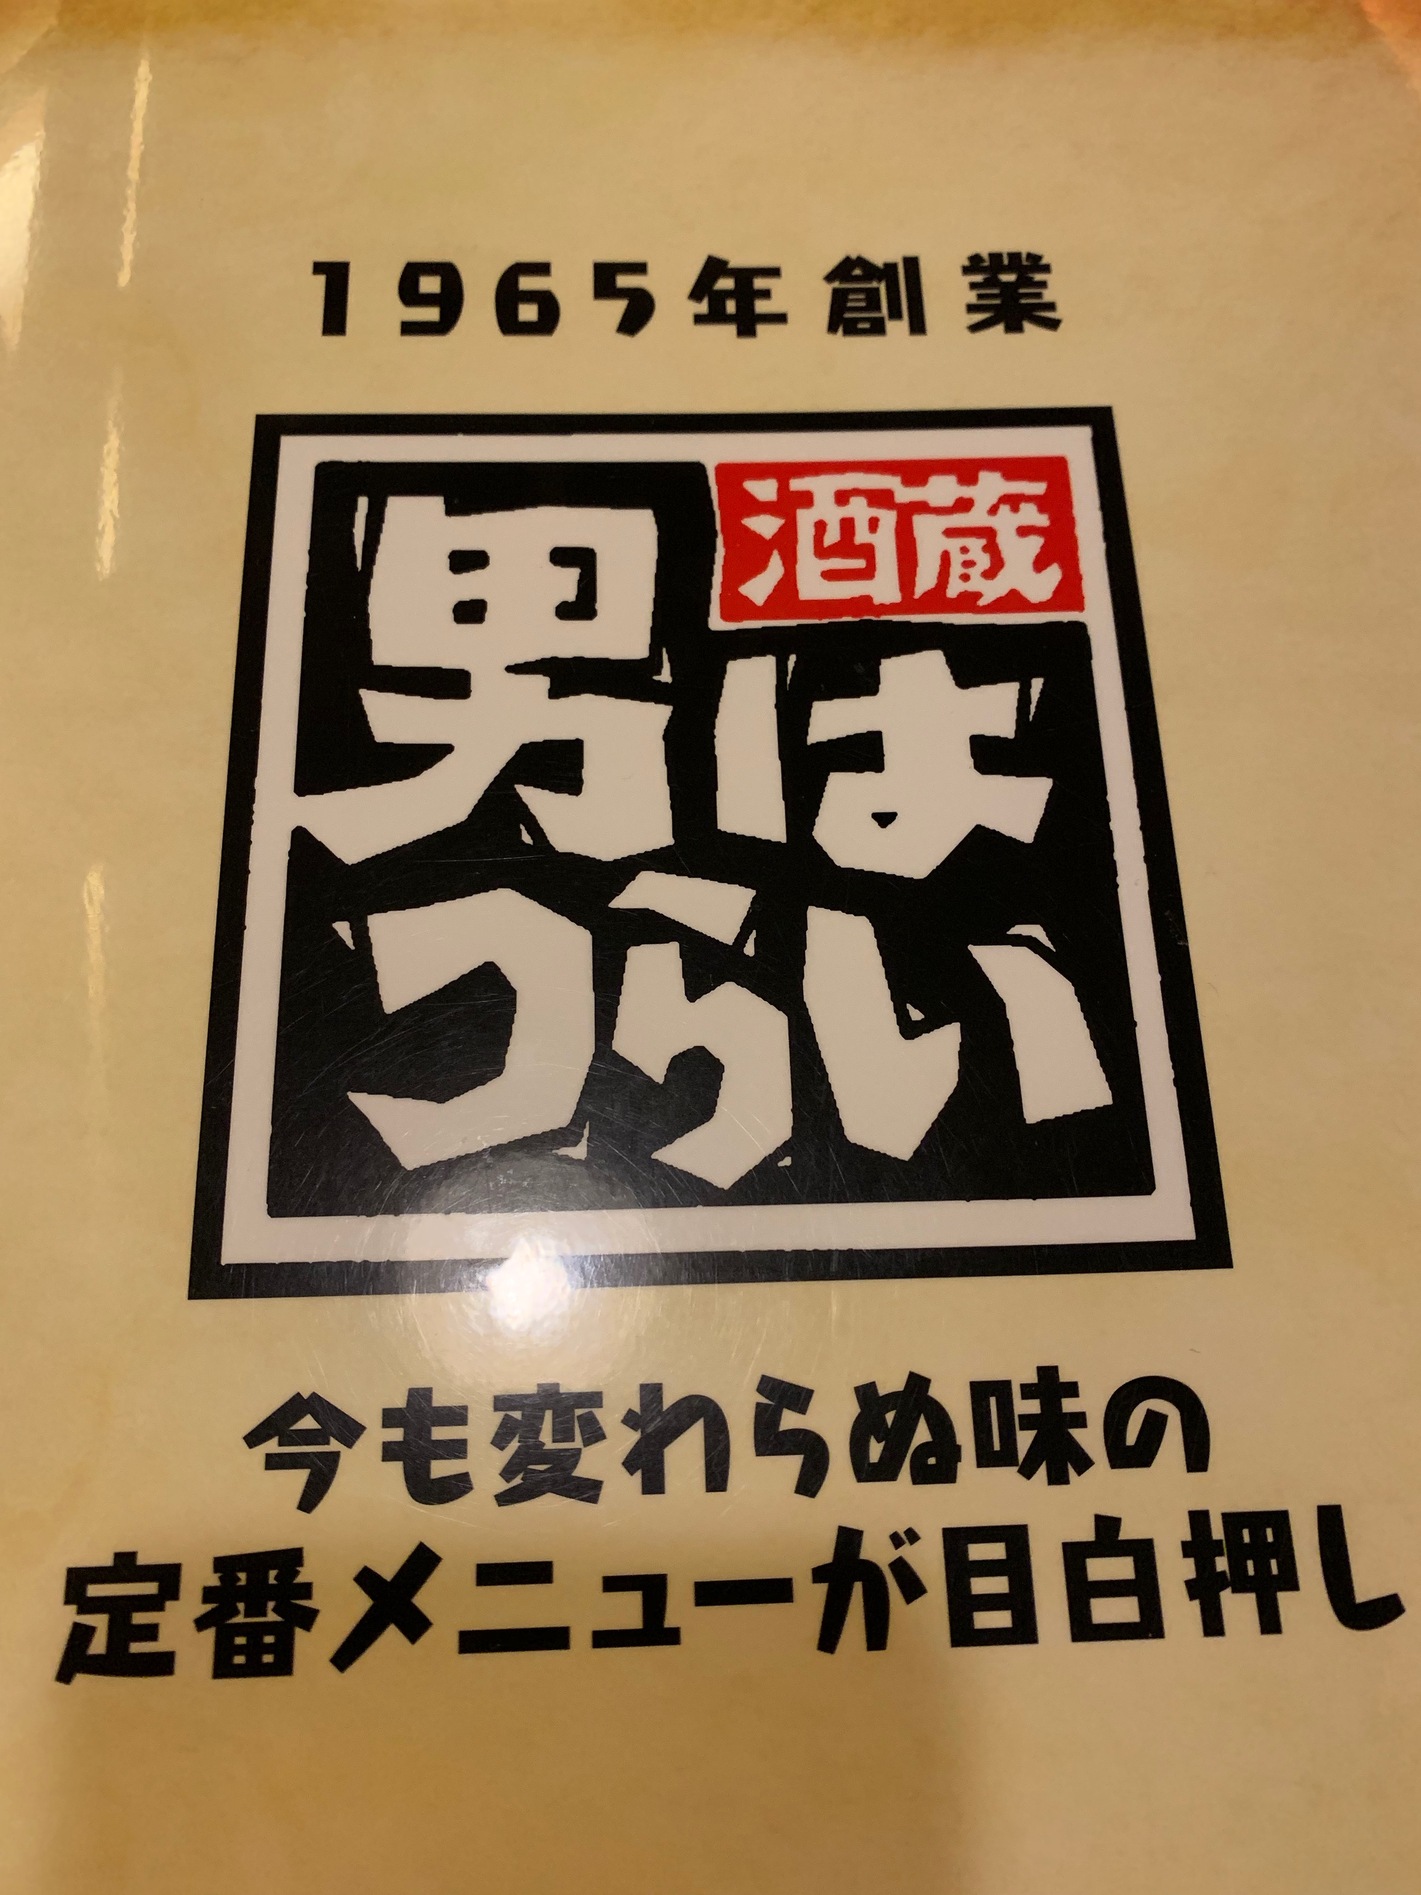 1965年創業
酒蔵
男は
つらい
今も変わらぬ味の
定番メニューが目白押し